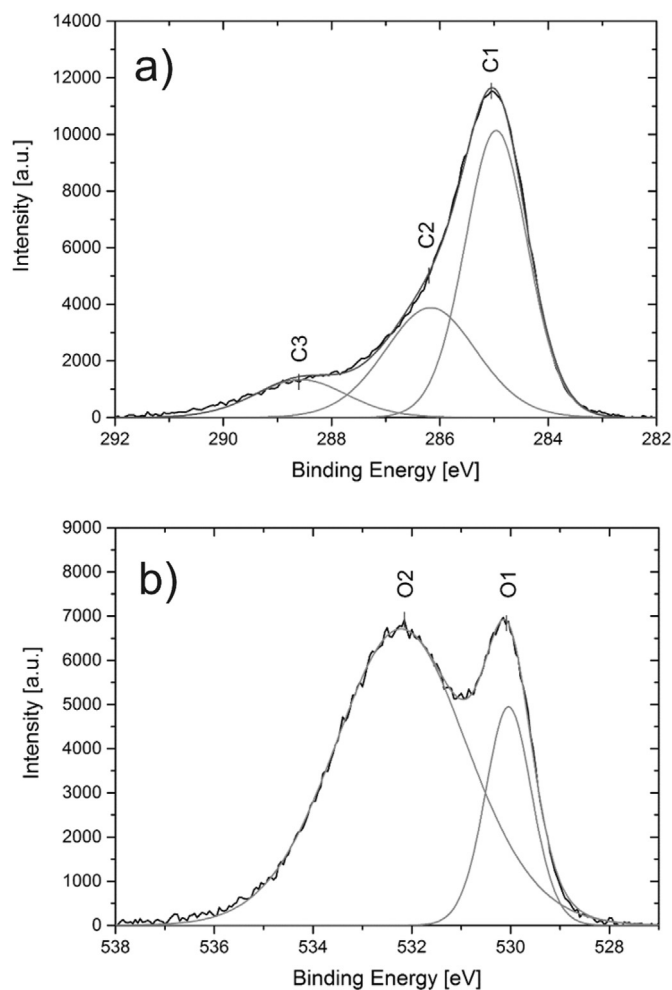 a)
C1
C2
C3
14000
12000
10000
8000
6000
4000
2000
0
Intensity [a.u.]
292 290 288 286 284 282
Binding Energy [eV]
b)
O2
O1
9000
8000
7000
6000
5000
4000
3000
2000
1000
0
Intensity [a.u.]
538 536 534 532 530 528
Binding Energy [eV]